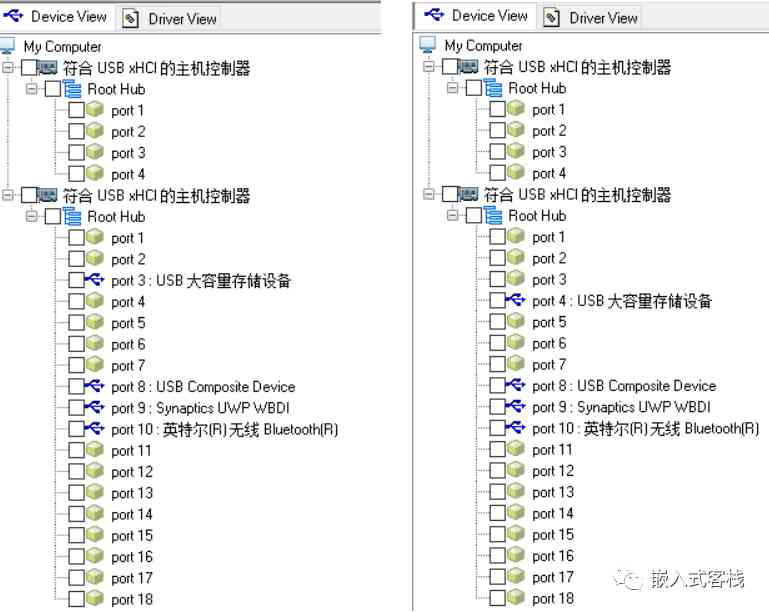 Device View Driver View
My Computer
符合 USB xHCI 的主机控制器
Root Hub
port 1
port 2
port 3
port 4
符合 USB xHCI 的主机控制器
Root Hub
port 1
port 2
port 3 : USB 大容量存储设备
port 4
port 5
port 6
port 7
port 8 : USB Composite Device
port 9 : Synaptics UWP WBDI
port 10 : 英特尔(R) 无线 Bluetooth(R)
port 11
port 12
port 13
port 14
port 15
port 16
port 17
port 18
Device View Driver View
My Computer
符合 USB xHCI 的主机控制器
Root Hub
port 1
port 2
port 3
port 4
符合 USB xHCI 的主机控制器
Root Hub
port 1
port 2
port 3
port 4 : USB 大容量存储设备
port 5
port 6
port 7
port 8 : USB Composite Device
port 9 : Synaptics UWP WBDI
port 10 : 英特尔(R) 无线 Bluetooth(R)
port 11
port 12
port 13
port 14
port 15
port 16
port 17
port 18
嵌入式客栈